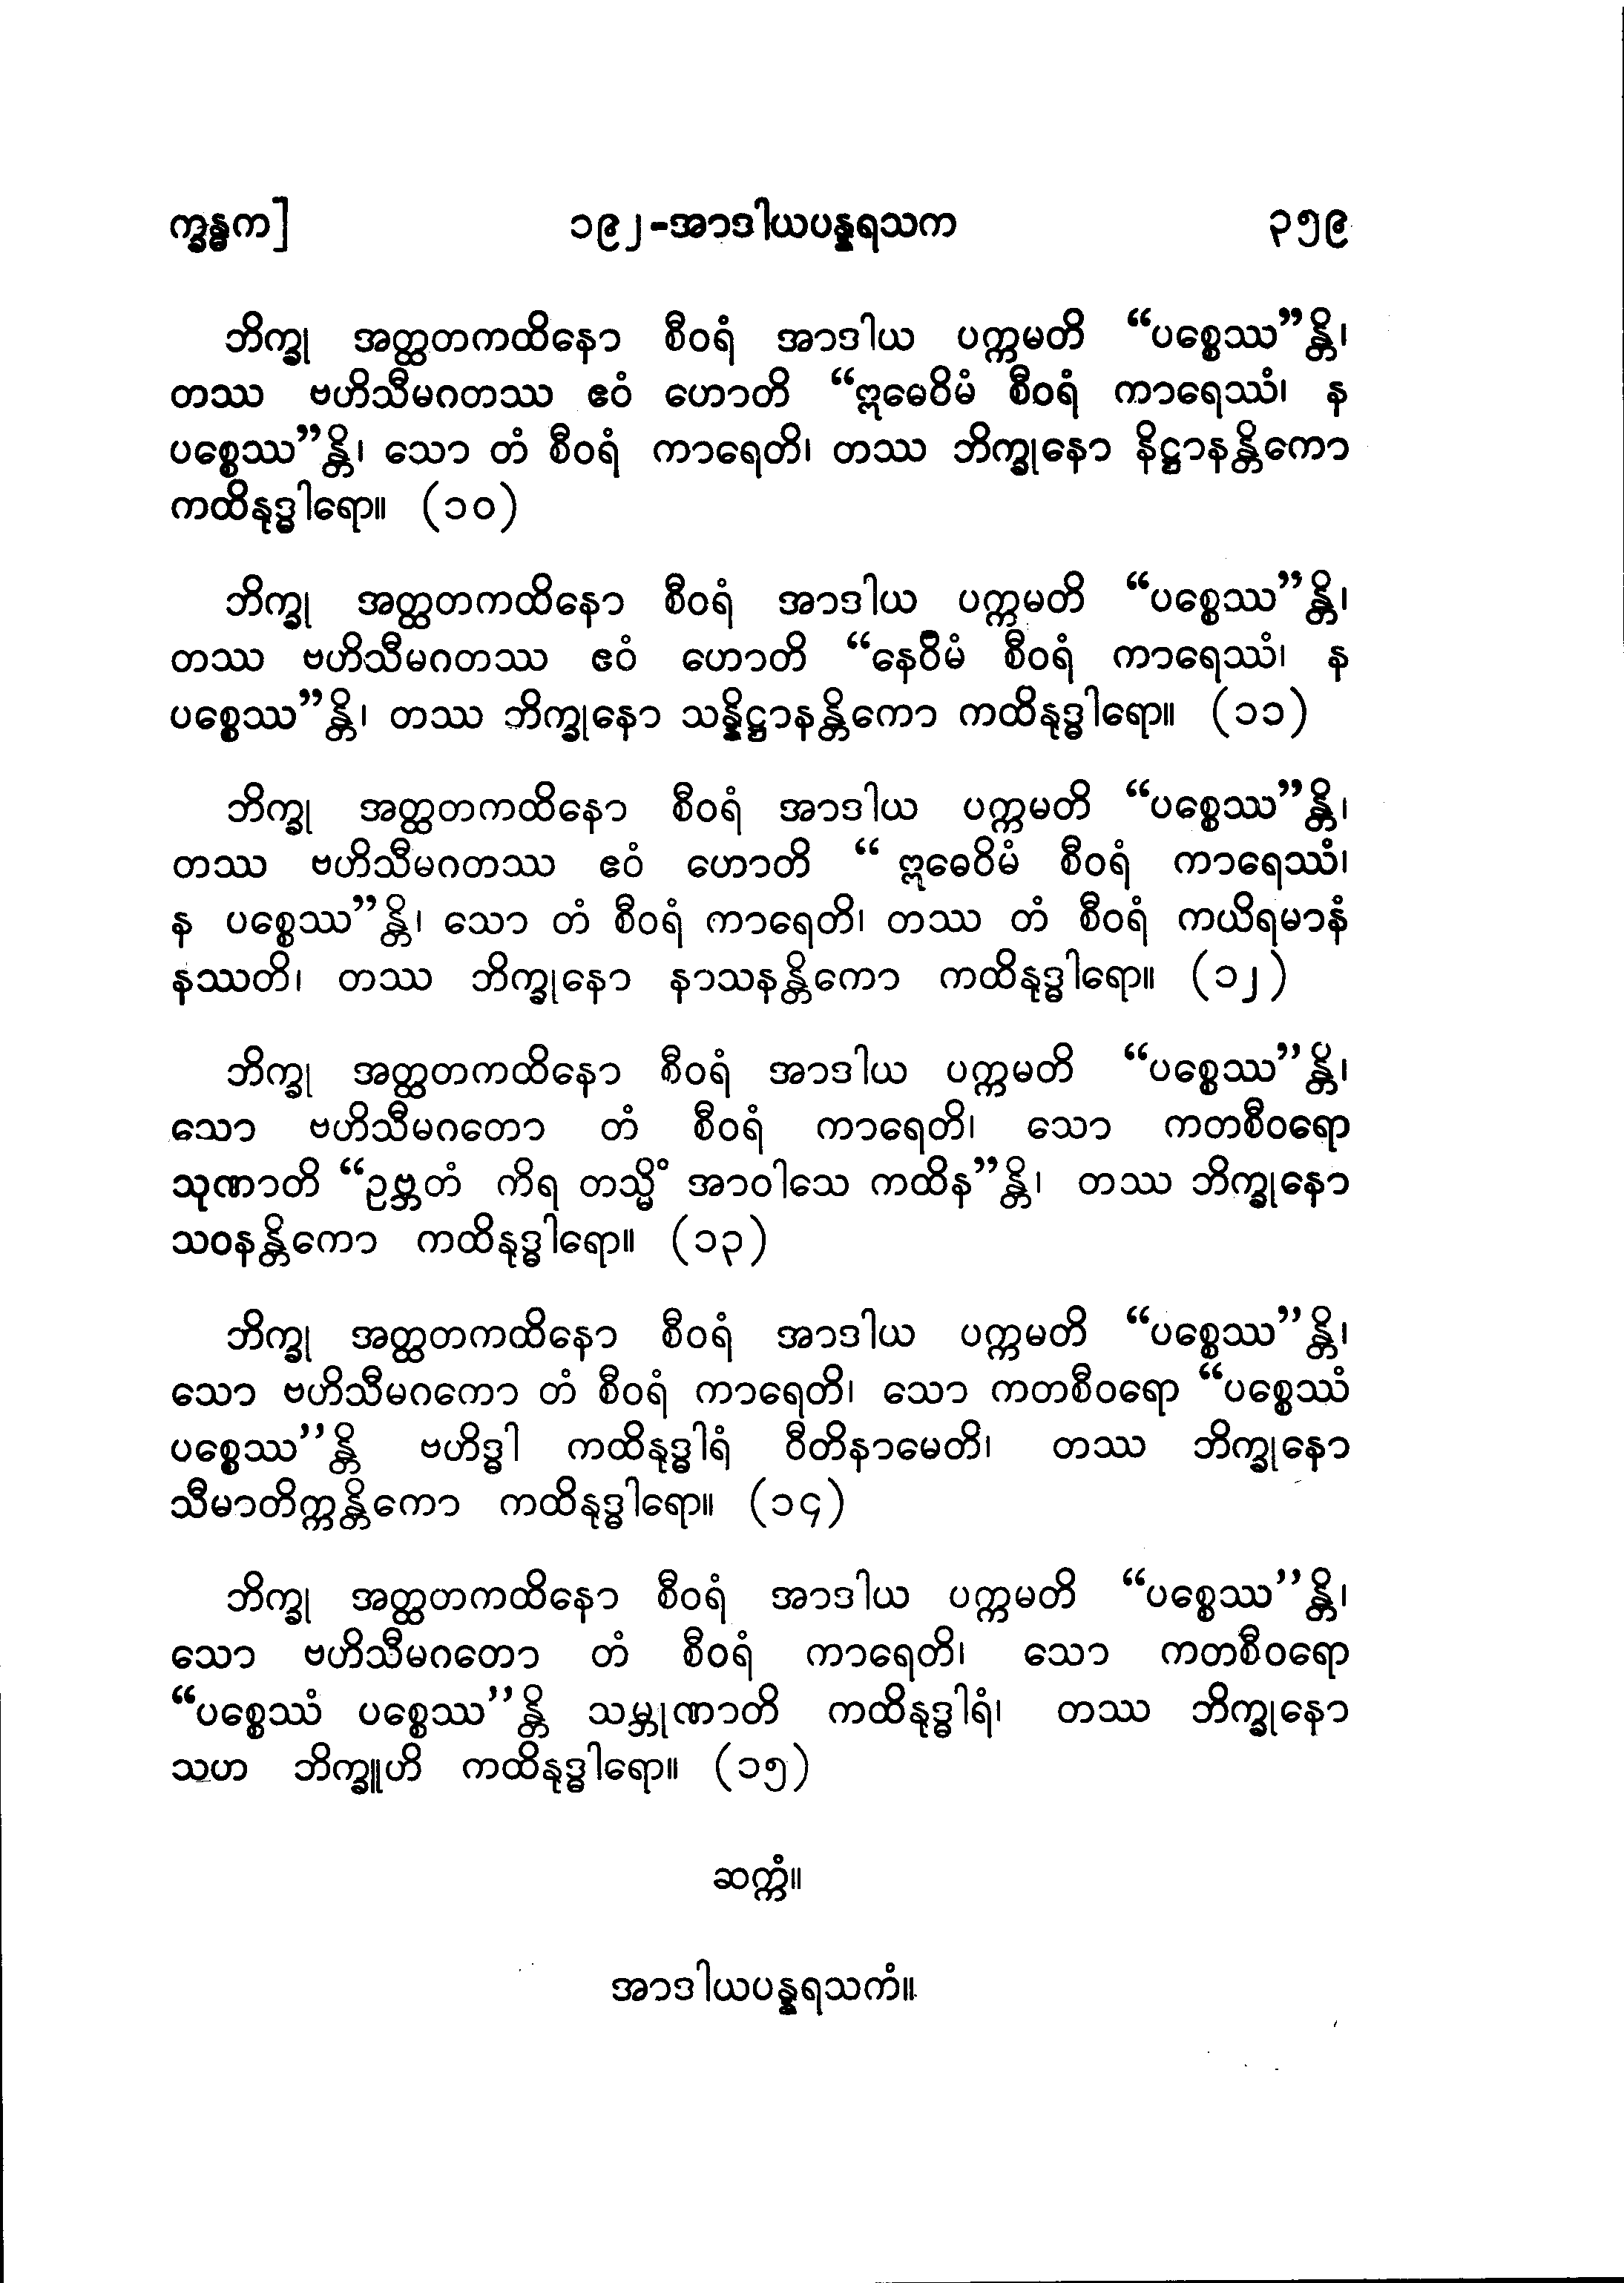 က္ခန္ဓက] ၁၉၂-အာဒါယပန္နရသက ၃၅၉
ဘိက္ခု အတ္ထတကထိနော စီဝရံ အာဒါယ ပက္ကမတိ “ပစ္စေဿ”န္တိ၊
တဿ ဗဟိသီမဂတဿ ဧဝံ ဟောတိ “ဣဓေဝိမံ စီဝရံ ကာရေဿံ၊ န
ပစ္စေဿ”န္တိ၊ သော တံ စီဝရံ ကာရေတိ၊ တဿ ဘိက္ခုနော နိဋ္ဌာနန္တိကော
ကထိနုဒ္ဓါရော။ (၁၀)
ဘိက္ခု အတ္ထတကထိနော စီဝရံ အာဒါယ ပက္ကမတိ “ပစ္စေဿ”န္တိ၊
တဿ ဗဟိသီမဂတဿ ဧဝံ ဟောတိ “နေဝိမံ စီဝရံ ကာရေဿံ၊ န
ပစ္စေဿ”န္တိ၊ တဿ ဘိက္ခုနော သန္နိဋ္ဌာနန္တိကော ကထိနုဒ္ဓါရော။ (၁၁)
ဘိက္ခု အတ္ထတကထိနော စီဝရံ အာဒါယ ပက္ကမတိ “ပစ္စေဿ”န္တိ၊
တဿ ဗဟိသီမဂတဿ ဧဝံ ဟောတိ “ ဣဓေဝိမံ စီဝရံ ကာရေဿံ၊
န ပစ္စေဿ”န္တိ၊ သော တံ စီဝရံ ကာရေတိ၊ တဿ တံ စီဝရံ ကယိရမာနံ
နဿတိ၊ တဿ ဘိက္ခုနော နာသနန္တိကော ကထိနုဒ္ဓါရော။ (၁၂)
ဘိက္ခု အတ္ထတကထိနော စီဝရံ အာဒါယ ပက္ကမတိ “ပစ္စေဿ”န္တိ၊
သော ဗဟိသီမဂတော တံ စီဝရံ ကာရေတိ၊ သော ကတစီဝရော
သုဏာတိ “ဥဗ္ဘတံ ကိရ တသ္မိံ အာဝါသေ ကထိန”န္တိ၊ တဿ ဘိက္ခုနော
သဝနန္တိကော ကထိနုဒ္ဓါရော။ (၁၃)
ဘိက္ခု အတ္ထတကထိနော စီဝရံ အာဒါယ ပက္ကမတိ “ပစ္စေဿ”န္တိ၊
သော ဗဟိသီမဂကော တံ စီဝရံ ကာရေတိ၊ သော ကတစီဝရော “ပစ္စေဿံ
ပစ္စေဿ”န္တိ ဗဟိဒ္ဓါ ကထိနုဒ္ဓါရံ ဝီတိနာမေတိ၊ တဿ ဘိက္ခုနော
သီမာတိက္ကန္တိကော ကထိနုဒ္ဓါရော။ (၁၄)
ဘိက္ခု အတ္ထတကထိနော စီဝရံ အာဒါယ ပက္ကမတိ “ပစ္စေဿ”န္တိ၊
သော ဗဟိသီမဂတော တံ စီဝရံ ကာရေတိ၊ သော ကတစီဝရော
“ပစ္စေဿံ ပစ္စေဿ”န္တိ သမ္ဘုဏာတိ ကထိနုဒ္ဓါရံ၊ တဿ ဘိက္ခုနော
သဟ ဘိက္ခူဟိ ကထိနုဒ္ဓါရော။ (၁၅)
ဆက္ကံ။
အာဒါယပန္နရသကံ။